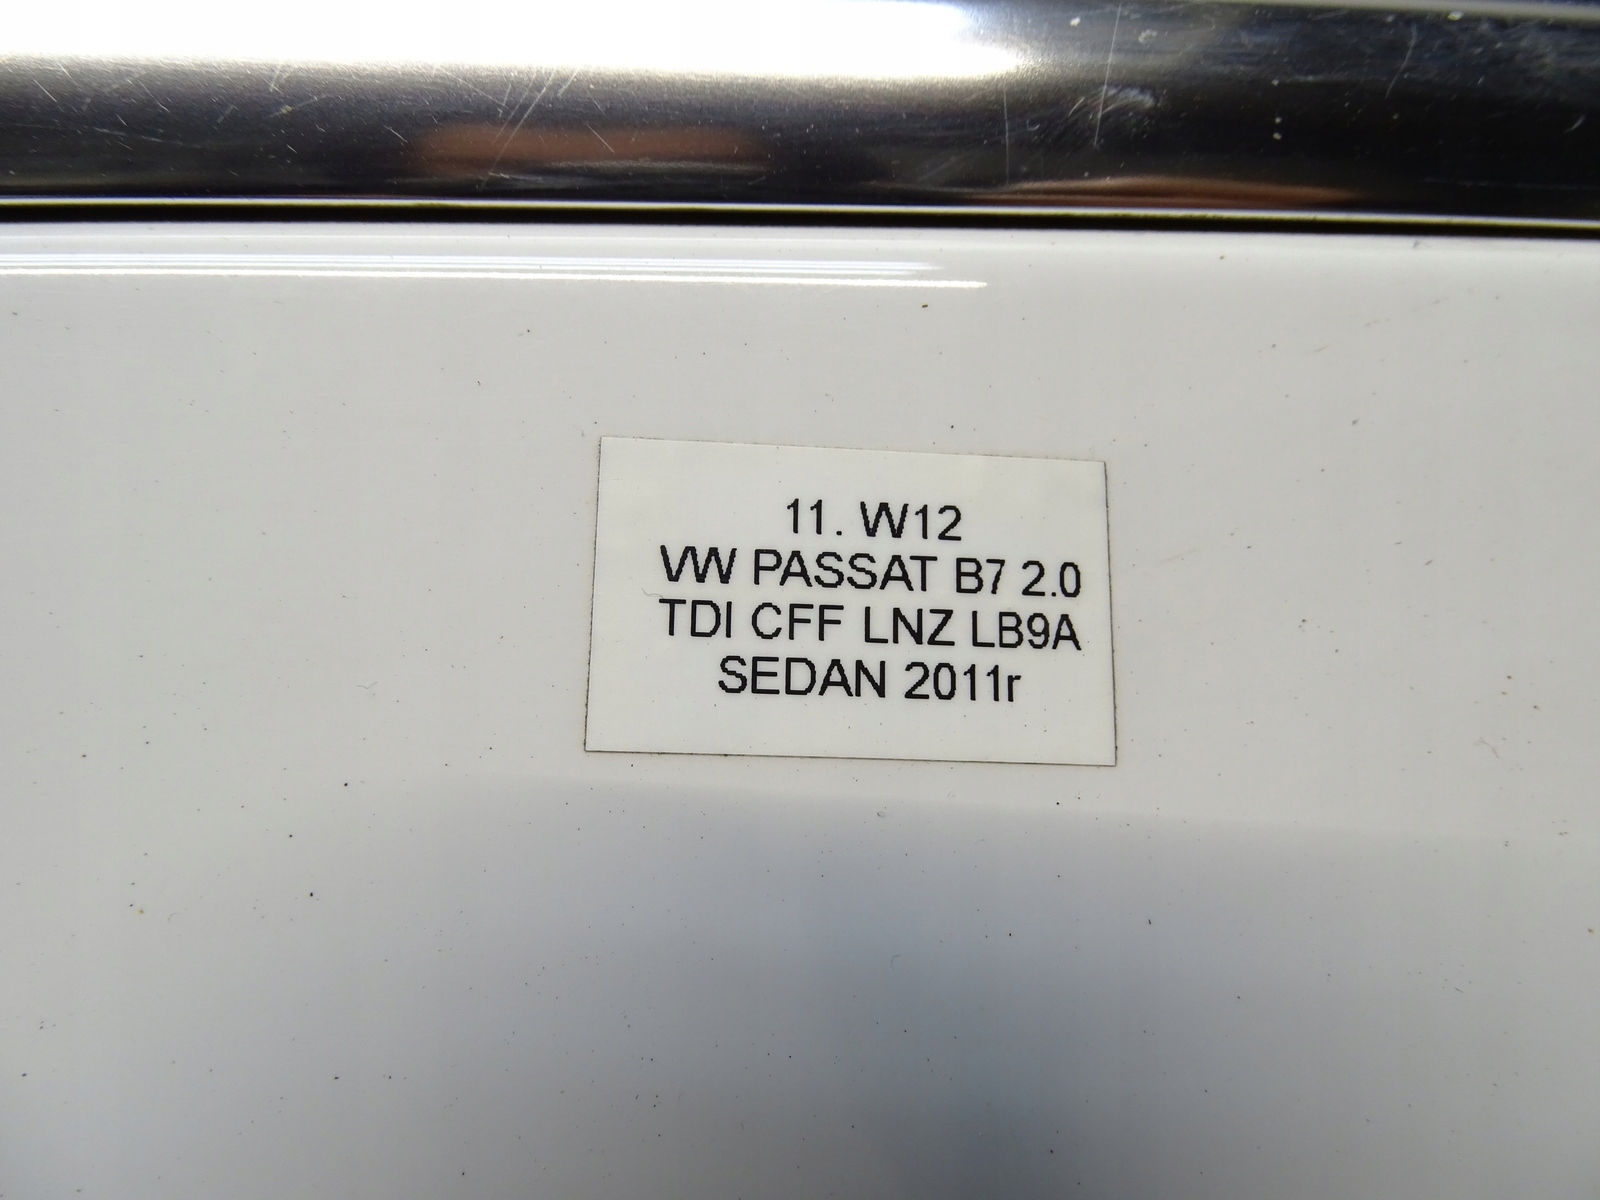 11. W12
VW PASSAT B7 2.0
TDI CFF LNZ LB9A
SEDAN 2011r